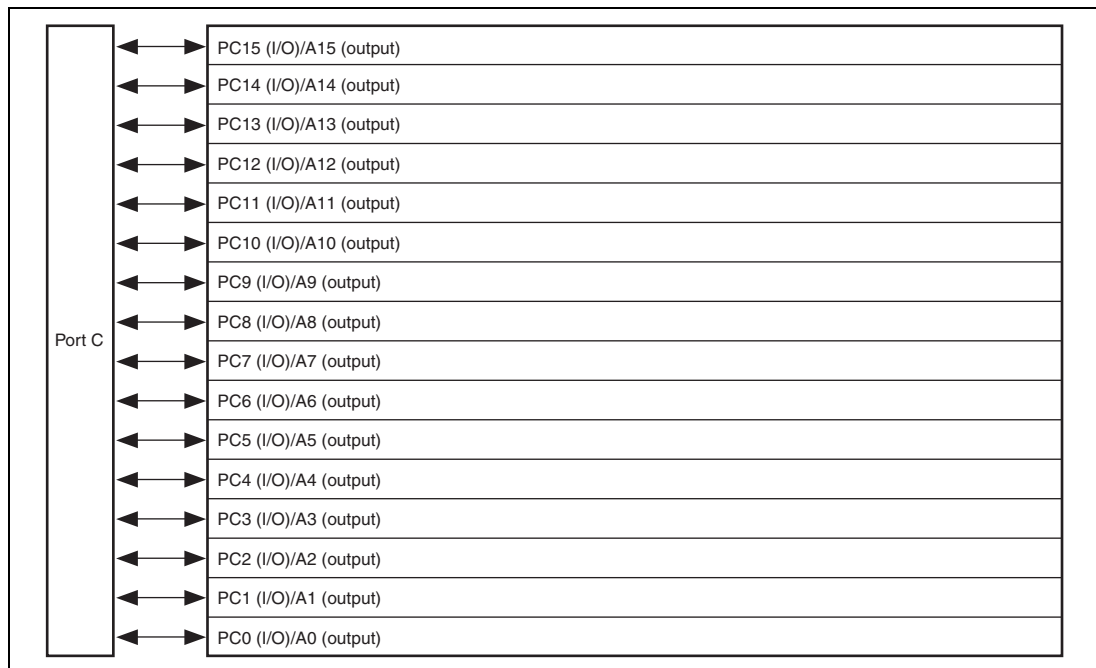 PC15 (I/O)/A15 (output)
PC14 (I/O)/A14 (output)
PC13 (I/O)/A13 (output)
PC12 (I/O)/A12 (output)
PC11 (I/O)/A11 (output)
PC10 (I/O)/A10 (output)
PC9 (I/O)/A9 (output)
PC8 (I/O)/A8 (output)
Port C
PC7 (I/O)/A7 (output)
PC6 (I/O)/A6 (output)
PC5 (I/O)/A5 (output)
PC4 (I/O)/A4 (output)
PC3 (I/O)/A3 (output)
PC2 (I/O)/A2 (output)
PC1 (I/O)/A1 (output)
PC0 (I/O)/A0 (output)